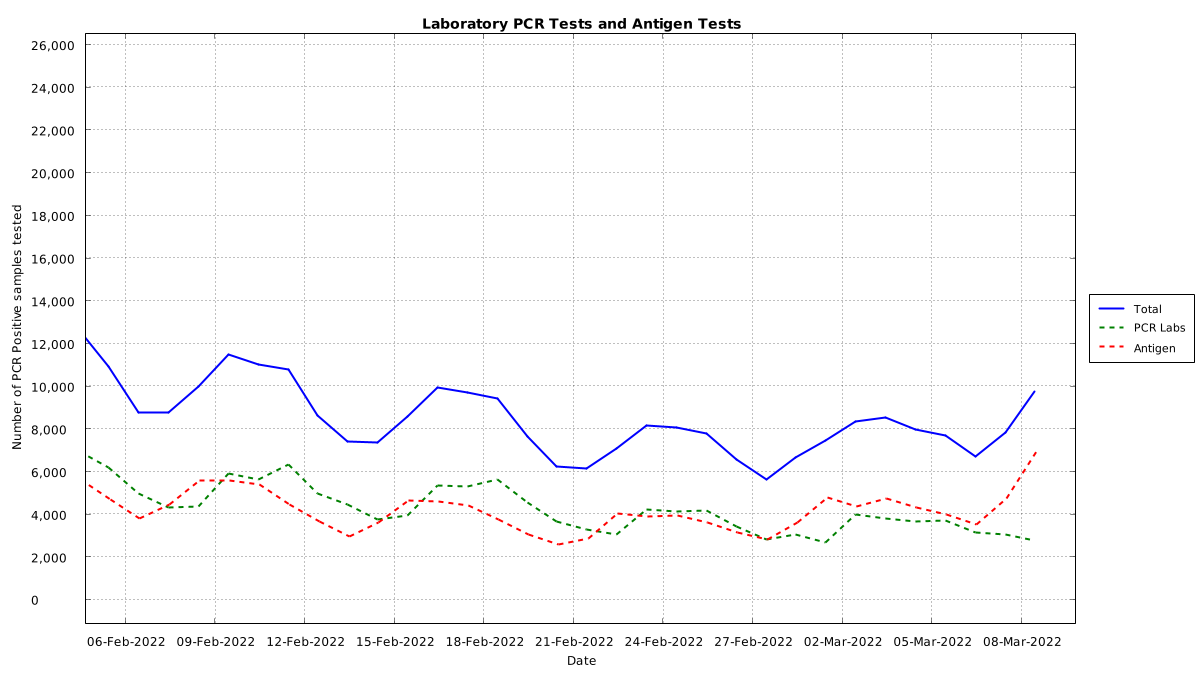 Laboratory PCR Tests and Antigen Tests
Number of PCR Positive samples tested
26,000
24,000
22,000
20,000
18,000
16,000
14,000
12,000
10,000
8,000
6,000
4,000
2,000
0
06-Feb-2022 09-Feb-2022 12-Feb-2022 15-Feb-2022 18-Feb-2022 21-Feb-2022 24-Feb-2022 27-Feb-2022 02-Mar-2022 05-Mar-2022 08-Mar-2022
Date
Total
PCR Labs
Antigen